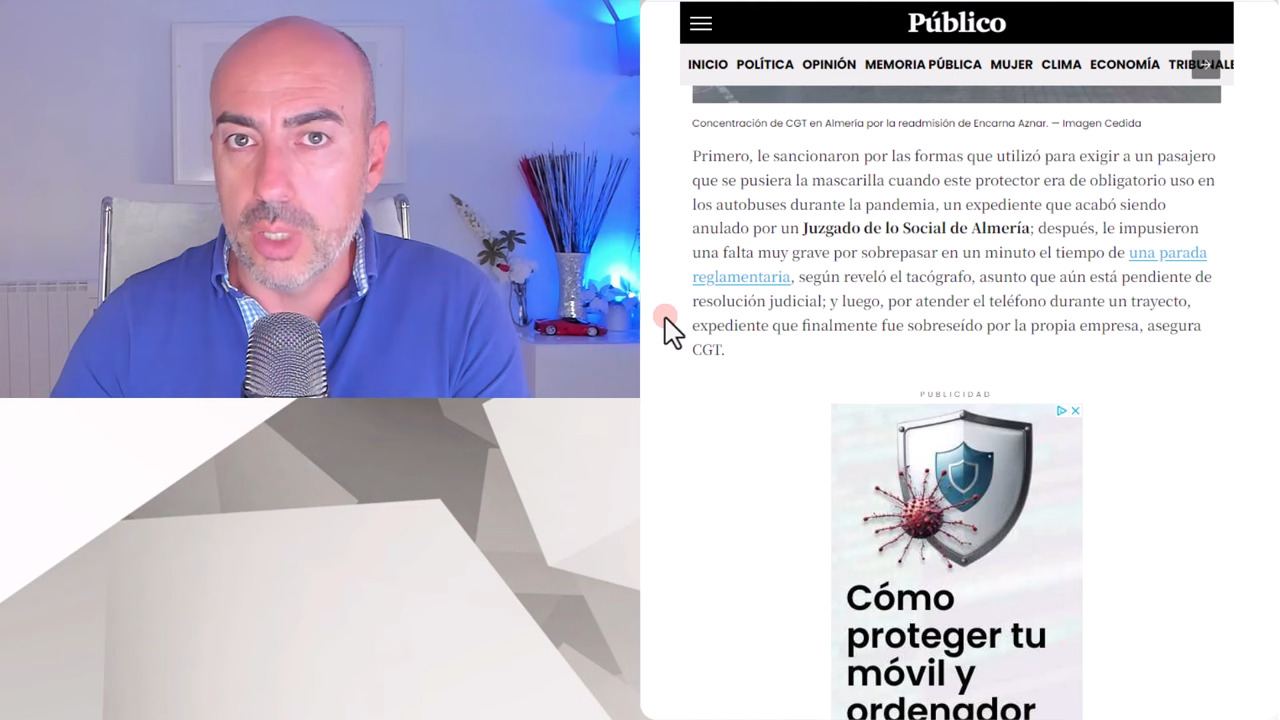 Público
INICIO POLÍTICA OPINIÓN MEMORIA PÚBLICA MUJER CLIMA ECONOMÍA TRIBUNALE
Concentración de CGT en Almería por la readmisión de Encarna Aznar. — Imagen Cedida
Primero, le sancionaron por las formas que utilizó para exigir a un pasajero
que se pusiera la mascarilla cuando este protector era de obligatorio uso en
los autobuses durante la pandemia, un expediente que acabó siendo
anulado por un Juzgado de lo Social de Almería; después, le impusieron
una falta muy grave por sobrepasar en un minuto el tiempo de una parada
reglamentaria, según reveló el tacógrafo, asunto que aún está pendiente de
resolución judicial; y luego, por atender el teléfono durante un trayecto,
expediente que finalmente fue sobreseído por la propia empresa, asegura
CGT.
PUBLICIDAD
Cómo
proteger tu
móvil y
ordenador